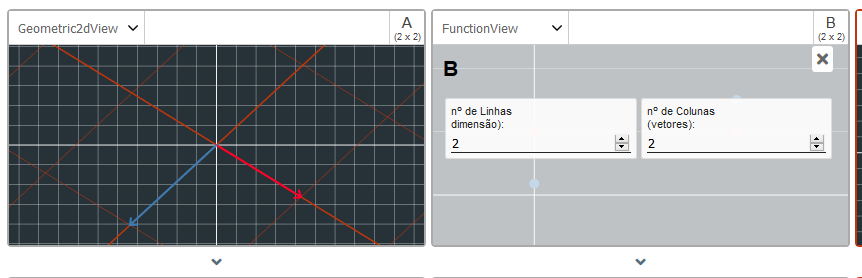 Geometric2dView
A
(2 x 2)
FunctionView
B
(2 x 2)
B
nº de Linhas
dimensão):
2
nº de Colunas
(vetores):
2